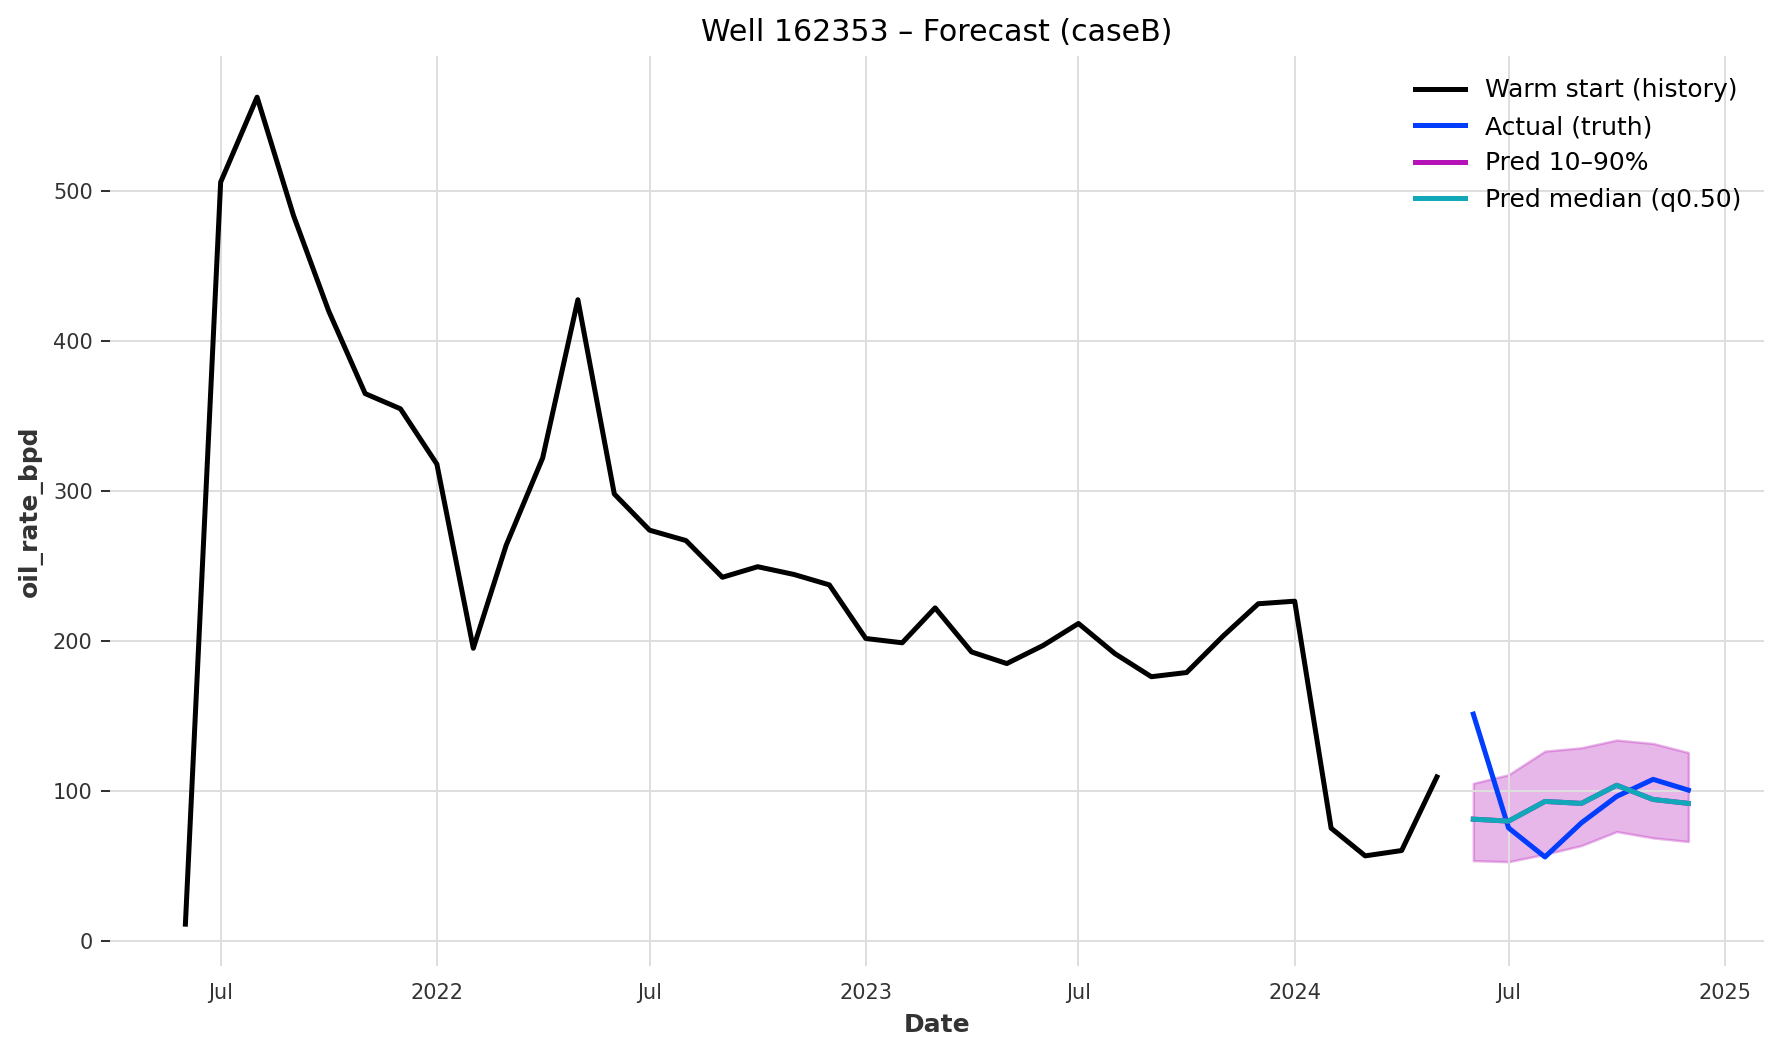 Well 162353 – Forecast (caseB)
Warm start (history)
Actual (truth)
Pred 10–90%
Pred median (q0.50)
oil_rate_bpd
500
400
300
200
100
0
Jul 2022 Jul 2023 Jul 2024 Jul 2025
Date